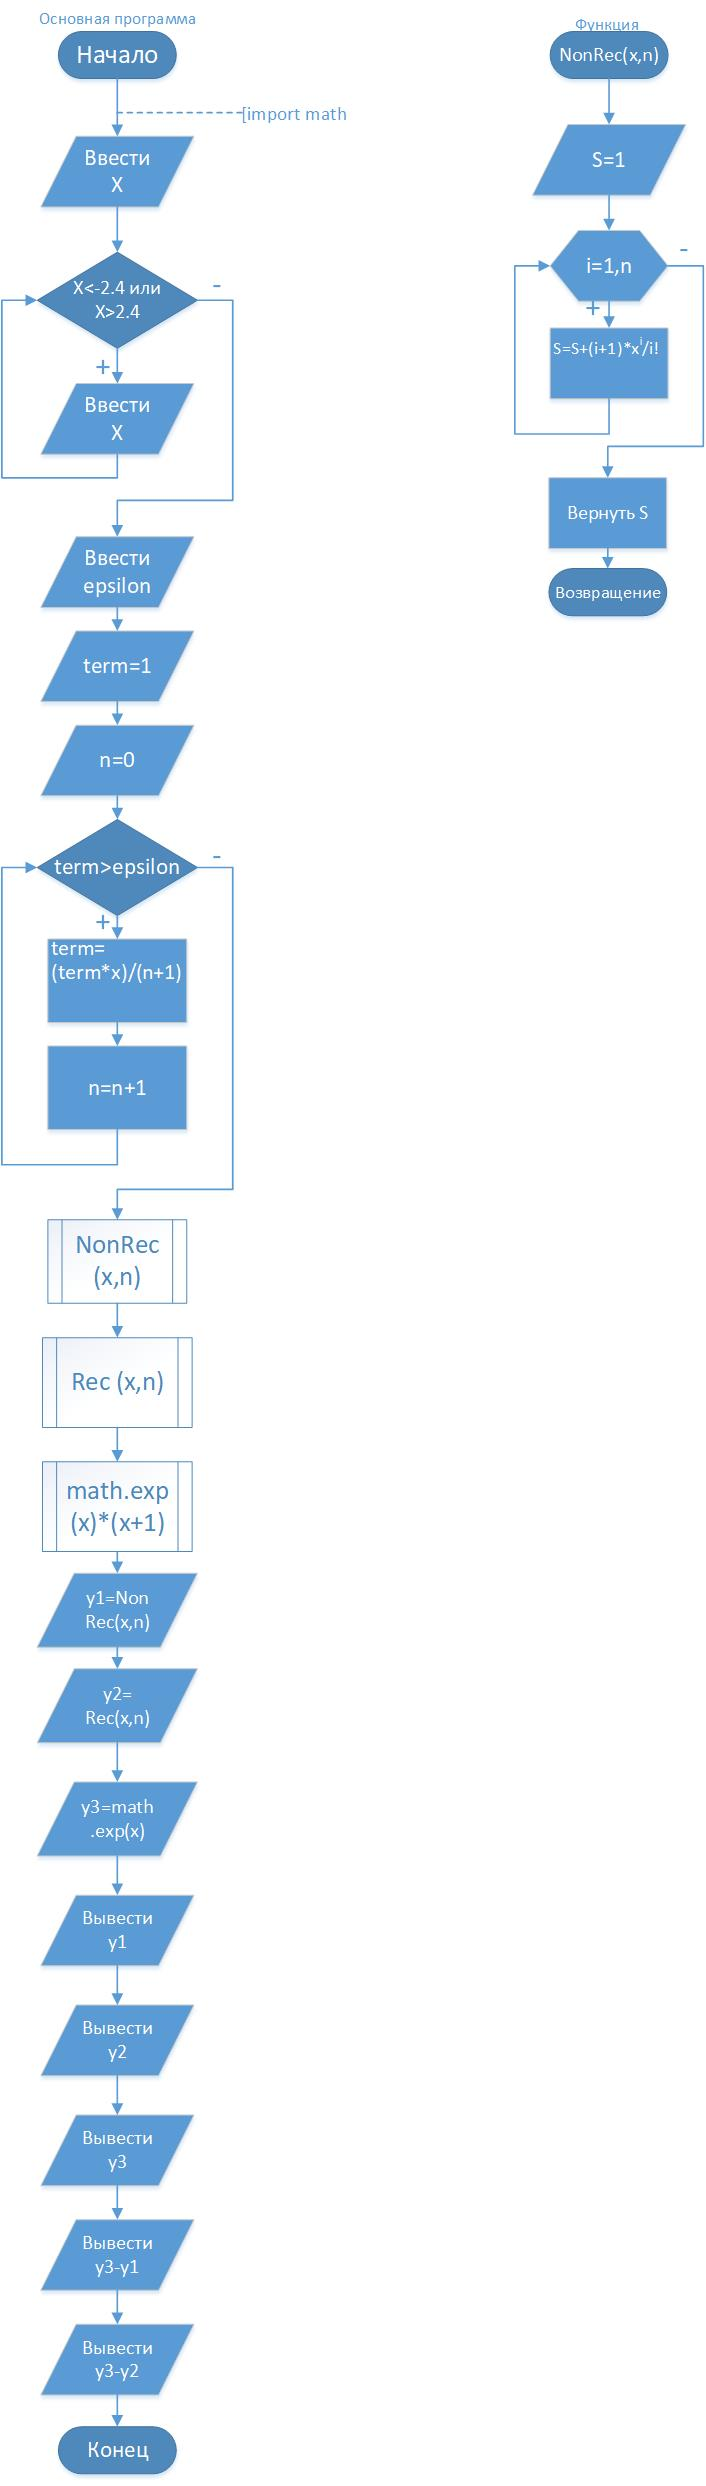 Основная программа
Начало
[import math
Ввести
X
X<-2.4 или
X>2.4
-
+
Ввести
X
Ввести
epsilon
term=1
n=0
term>epsilon
-
+
term=
(term*x)/(n+1)
n=n+1
NonRec
(x,n)
Rec (x,n)
math.exp
(x)*(x+1)
y1=Non
Rec(x,n)
y2=
Rec(x,n)
y3=math
.exp(x)
Вывести
y1
Вывести
y2
Вывести
y3
Вывести
y3-y1
Вывести
y3-y2
Конец
Функция
NonRec(x,n)
S=1
i=1,n
-
+
S=S+(i+1)*xⁱ/i!
Вернуть S
Возвращение